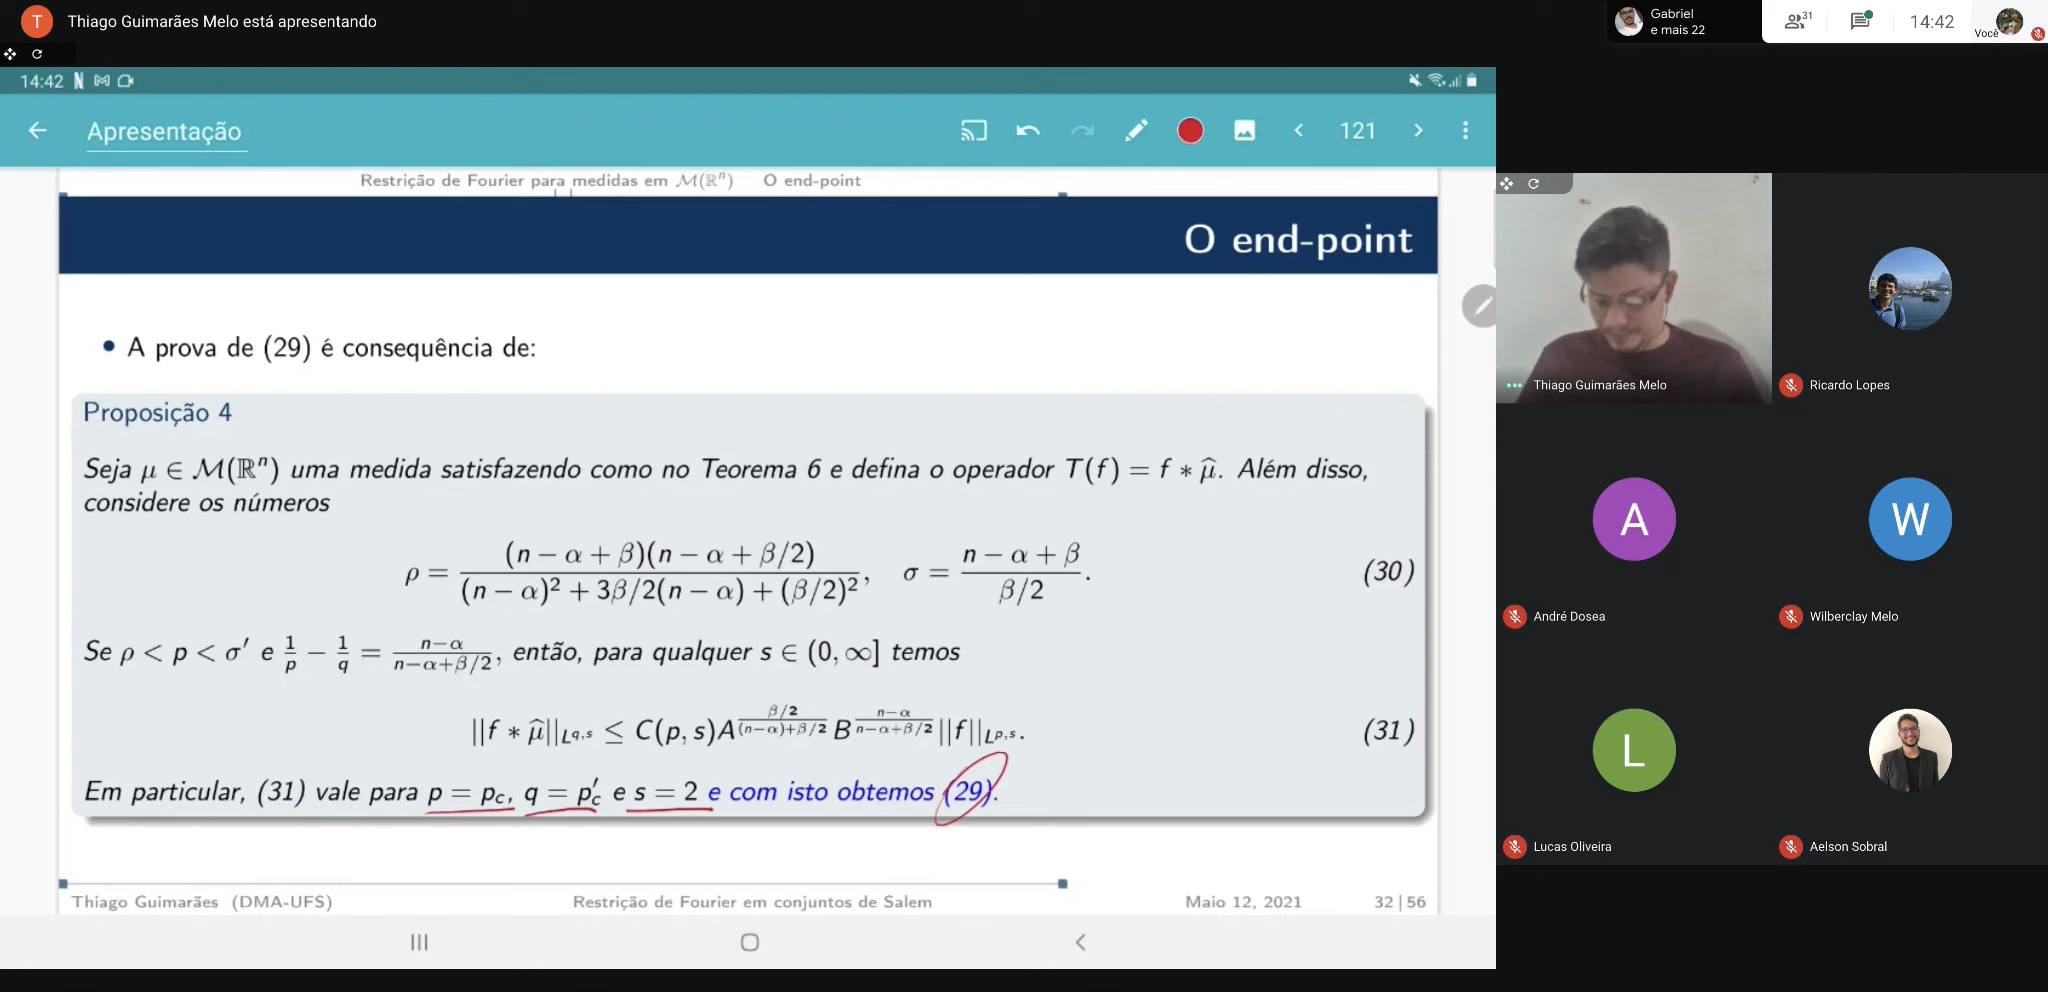 T Thiago Guimarães Melo está apresentando
Gabriel
e mais 22
31
14:42
Você
14:42
Apresentação
121
Restrição de Fourier para medidas em M(ℝⁿ) O end-point
O end-point
• A prova de (29) é consequência de:
Proposição 4
Seja μ ∈ M(ℝⁿ) uma medida satisfazendo como no Teorema 6 e defina o operador T(f) = f ∗ μ̂. Além disso,
considere os números
ρ = (n − α + β)(n − α + β/2) / (n − α)² + 3β/2(n − α) + (β/2)², σ = n − α + β / β/2. (30)
Se ρ < p < σ′ e 1/p − 1/q = n−α / n−α+β/2, então, para qualquer s ∈ (0, ∞] temos
||f ∗ μ̂||_{L^{q,s}} ≤ C(p, s)A^{β/2 / (n−α)+β/2} B^{n−α / n−α+β/2} ||f||_{L^{p,s}}. (31)
Em particular, (31) vale para p = p_c, q = p′_c e s = 2 e com isto obtemos (29).
Thiago Guimarães (DMA-UFS) Restrição de Fourier em conjuntos de Salem Maio 12, 2021 32 | 56
Thiago Guimarães Melo
Ricardo Lopes
A
W
André Dosea
Wilberclay Melo
L
Lucas Oliveira
Aelson Sobral